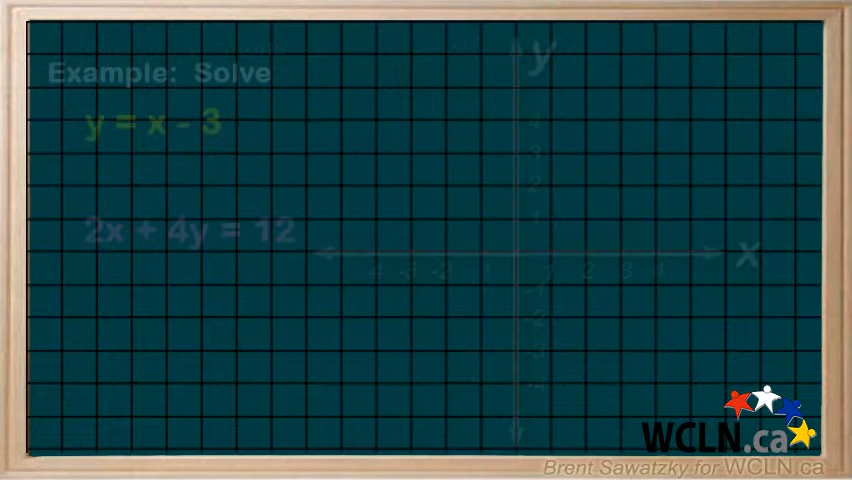 Example: Solve
y = x - 3
2x + 4y = 12
y
x
WCLN.ca
Brent Sawatzky for WCLN.ca